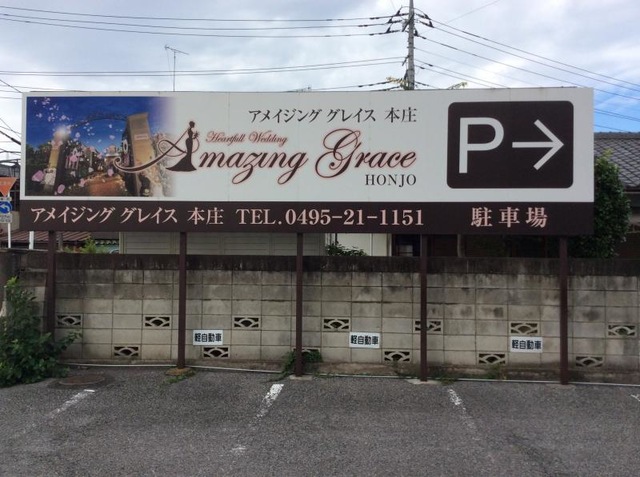 アメイジング グレイス 本庄
Heartfull Wedding
Amazing Grace
HONJO
P→
アメイジング グレイス 本庄 TEL.0495-21-1151 駐車場
軽自動車
軽自動車
軽自動車